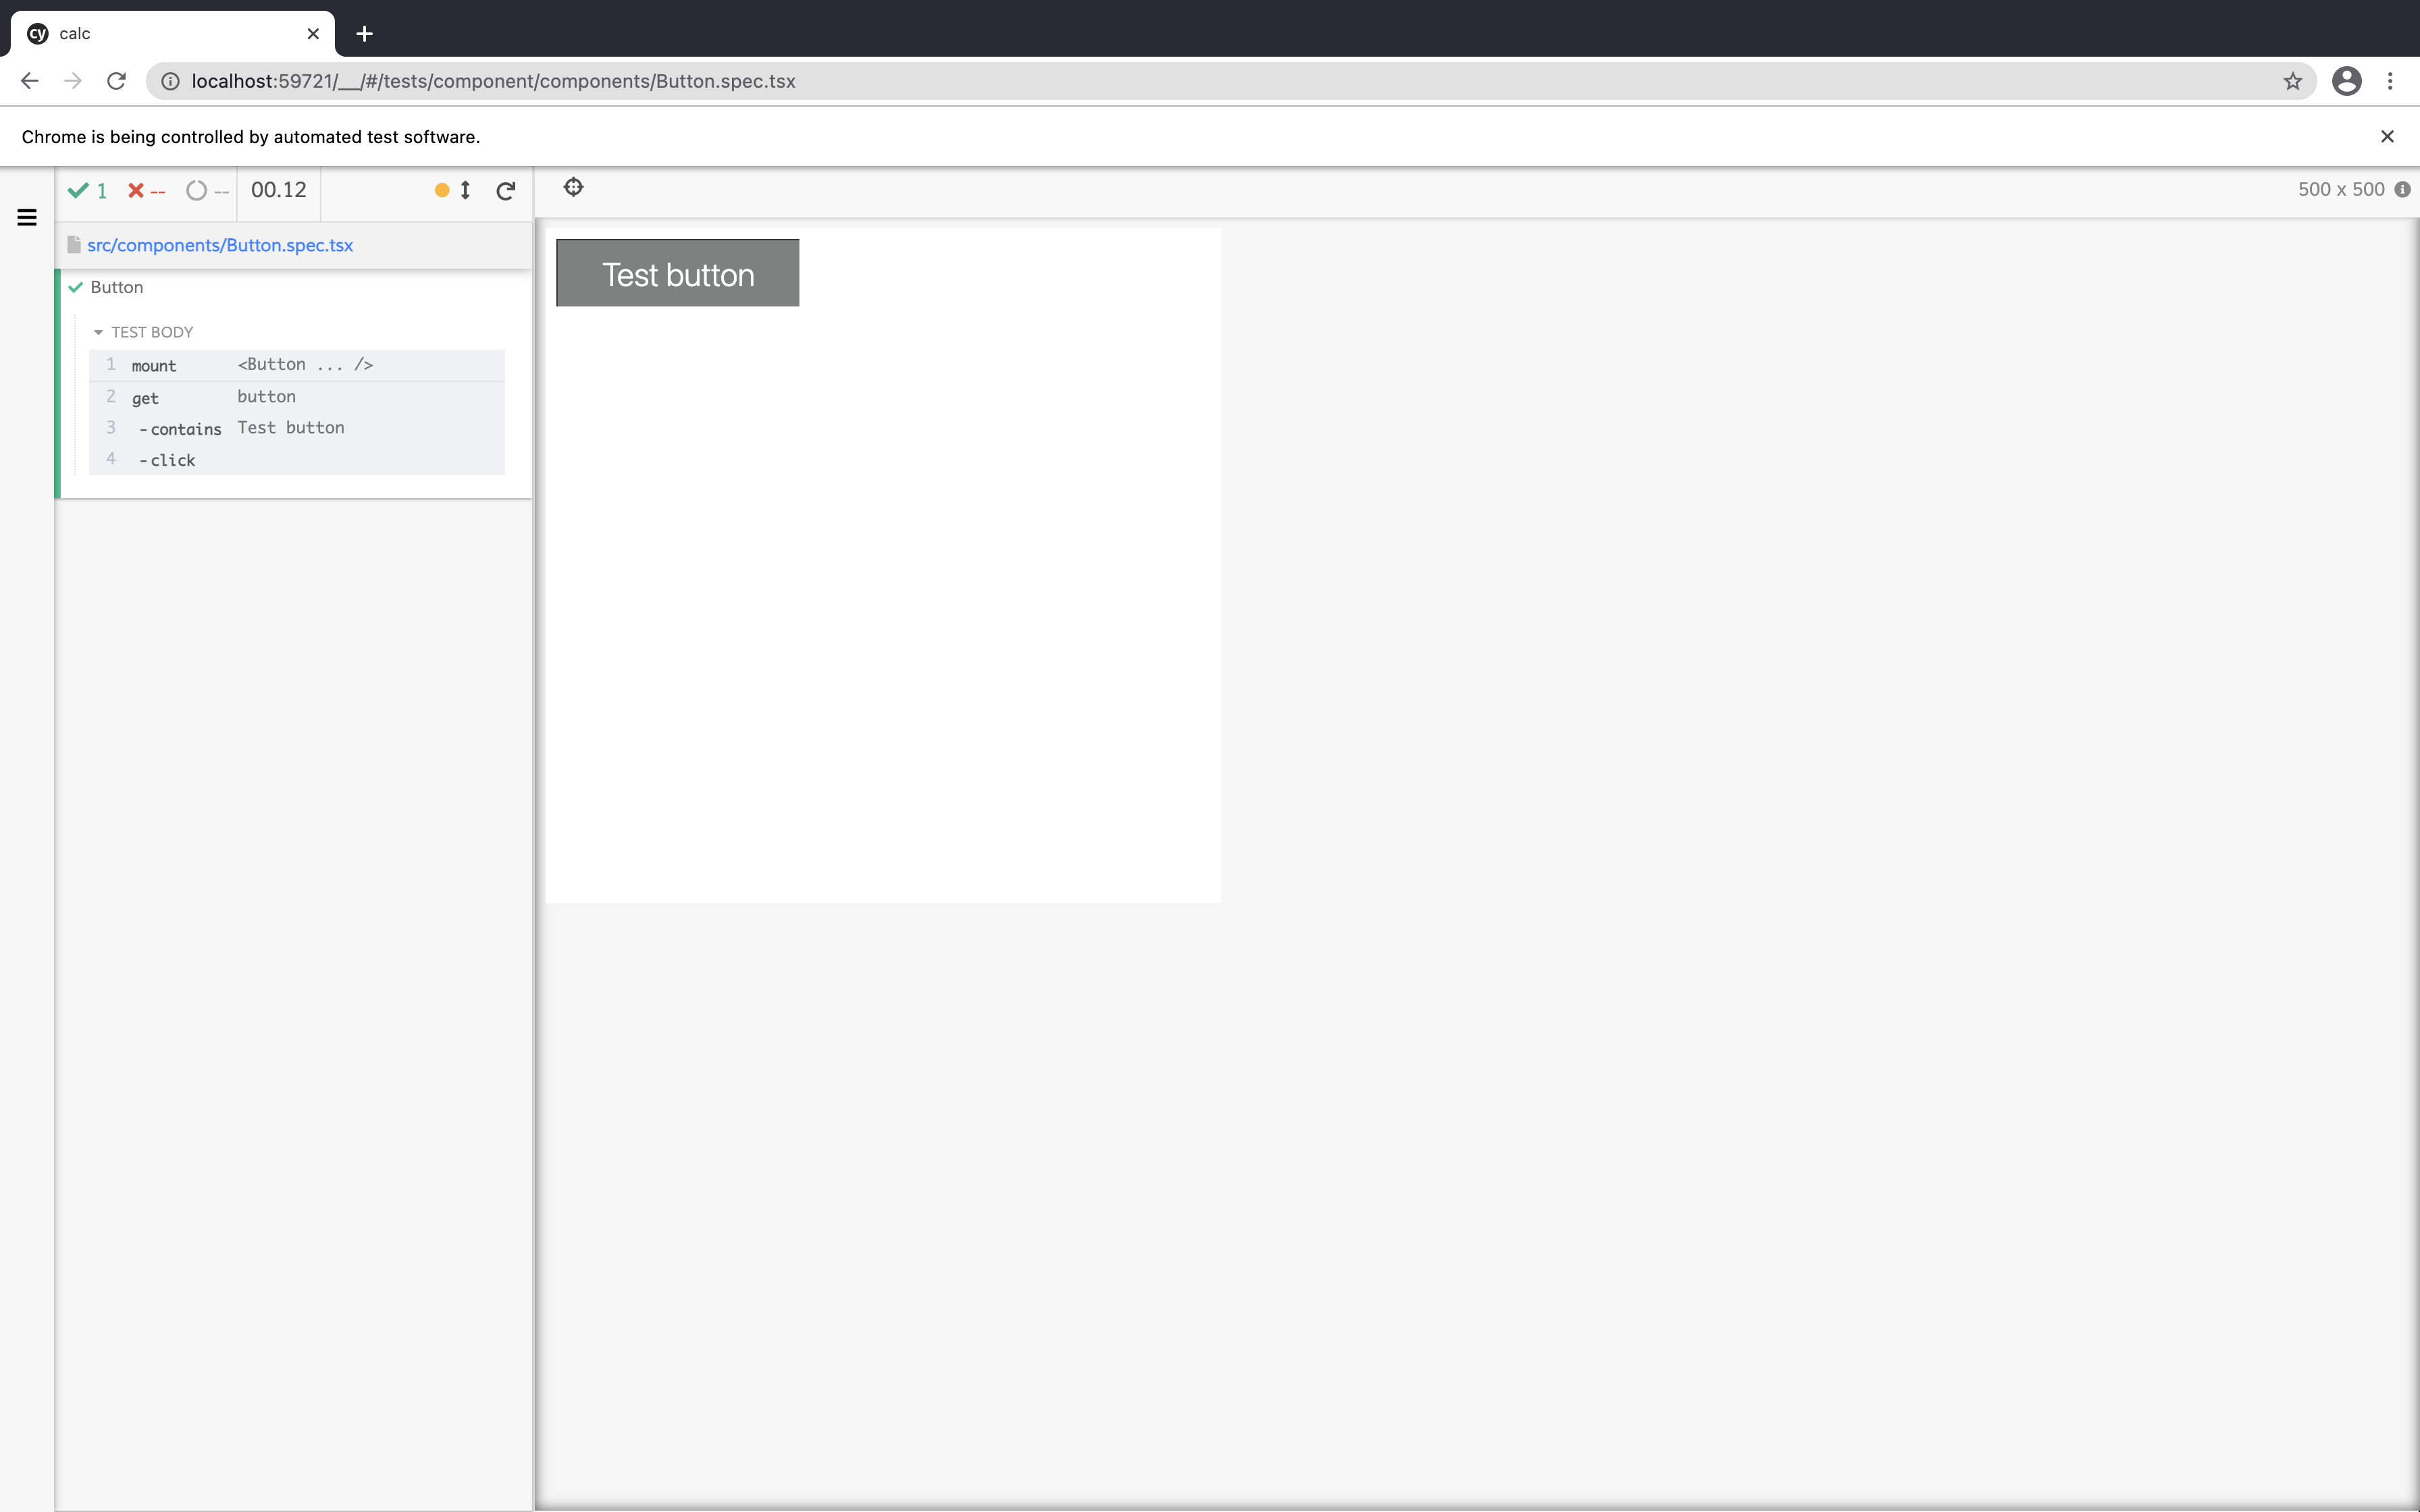 cy calc
localhost:59721/__/#/tests/component/components/Button.spec.tsx
Chrome is being controlled by automated test software.
1 -- -- 00.12
500 x 500
src/components/Button.spec.tsx
Button
TEST BODY
1 mount <Button ... />
2 get button
3 -contains Test button
4 -click
Test button